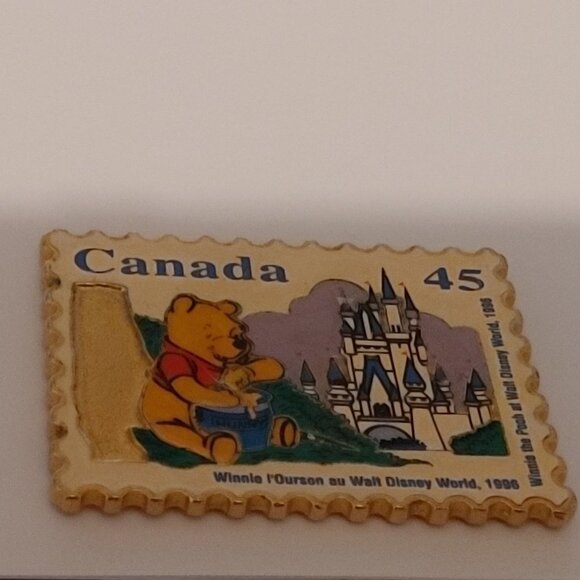 Canada 45
Winnie l'Ourson au Walt Disney World, 1996
Winnie the Pooh at Walt Disney World, 1996